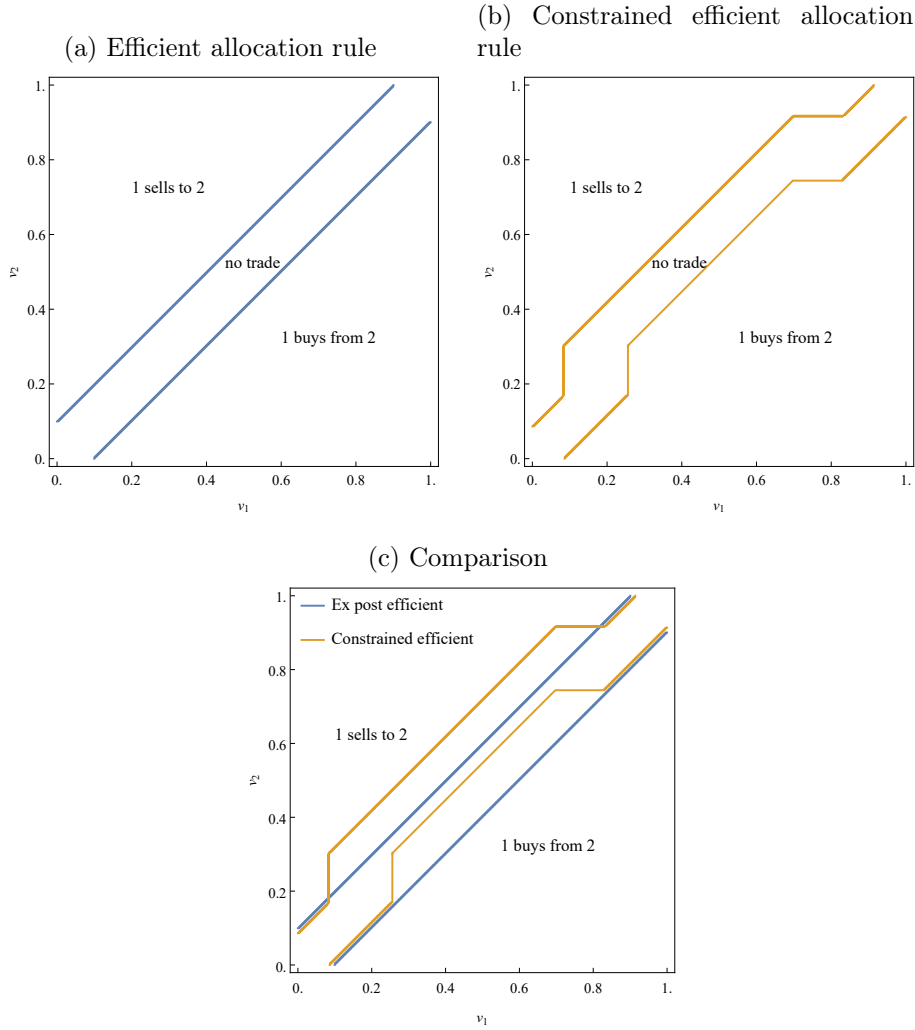 (a) Efficient allocation rule
(b) Constrained efficient allocation
rule
1.
0.8
0.6
0.4
0.2
0.
v2
1 sells to 2
no trade
1 buys from 2
0.
0.2
0.4
0.6
0.8
1.
v1
1.
0.8
0.6
0.4
0.2
0.
v2
1 sells to 2
no trade
1 buys from 2
0.
0.2
0.4
0.6
0.8
1.
v1
(c) Comparison
1.
0.8
0.6
0.4
0.2
0.
v2
Ex post efficient
Constrained efficient
1 sells to 2
1 buys from 2
0.
0.2
0.4
0.6
0.8
1.
v1